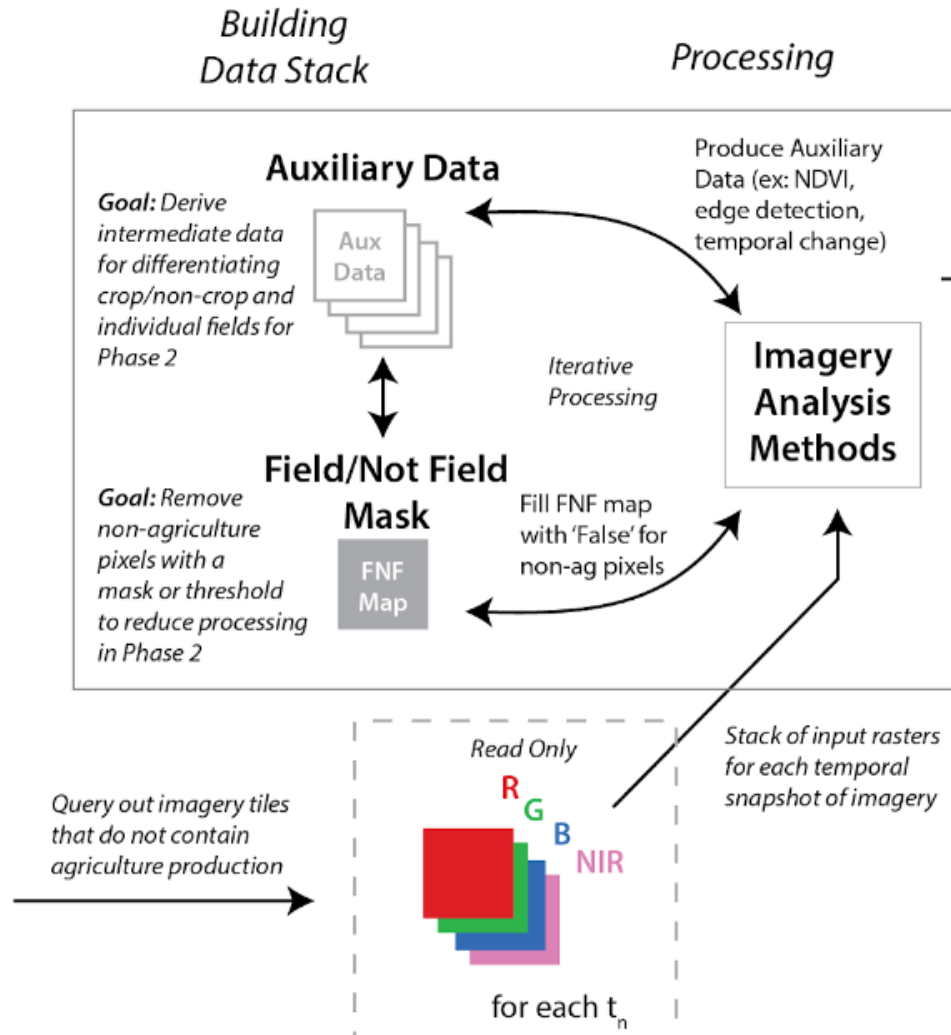 Building
Data Stack
Processing
Auxiliary Data
Goal: Derive
intermediate data
for differentiating
crop/non-crop and
individual fields for
Phase 2
Aux
Data
Produce Auxiliary
Data (ex: NDVI,
edge detection,
temporal change)
Iterative
Processing
Imagery
Analysis
Methods
Field/Not Field
Mask
Goal: Remove
non-agriculture
pixels with a
mask or threshold
to reduce processing
in Phase 2
FNF
Map
Fill FNF map
with 'False' for
non-ag pixels
Query out imagery tiles
that do not contain
agriculture production
Read Only
R
G
B
NIR
for each tn
Stack of input rasters
for each temporal
snapshot of imagery